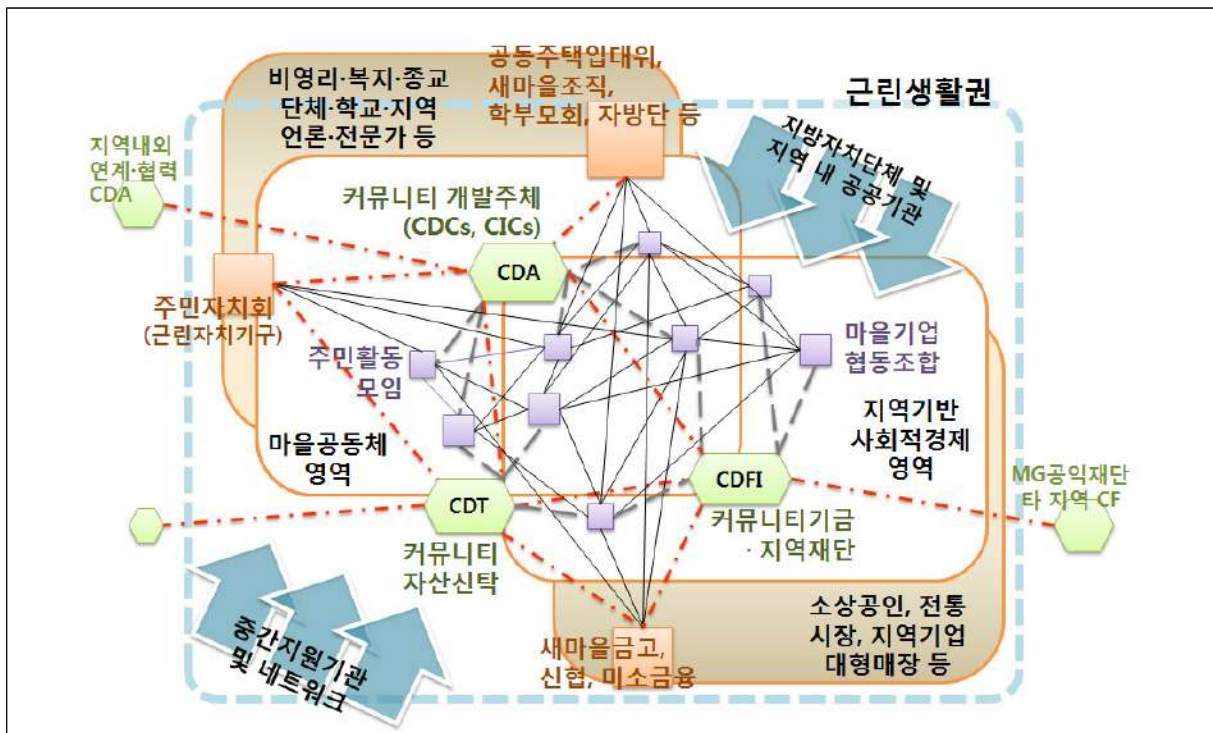 공동주택입대위,
새마을조직,
학부모회, 자방단 등
비영리·복지·종교
단체·학교·지역
언론·전문가 등
근린생활권
지역내외
연계·협력
CDA
지방자치단체 및
지역 내 공공기관
커뮤니티 개발주체
(CDCs, CICs)
CDA
주민자치회
(근린자치기구)
주민활동
모임
마을기업
협동조합
마을공동체
영역
지역기반
사회적경제
영역
CDT
CDFI
MG공익재단
타 지역 CF
커뮤니티
자산신탁
커뮤니티기금
· 지역재단
중간지원기관
및 네트워크
새마을금고,
신협, 미소금융
소상공인, 전통
시장, 지역기업
대형매장 등